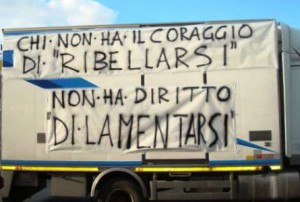 CHI·NON·HA·IL·CORAGGIO
DI·"RIBELLARSI"
NON·HA·DIRITTO
"DI·LAMENTARSI"